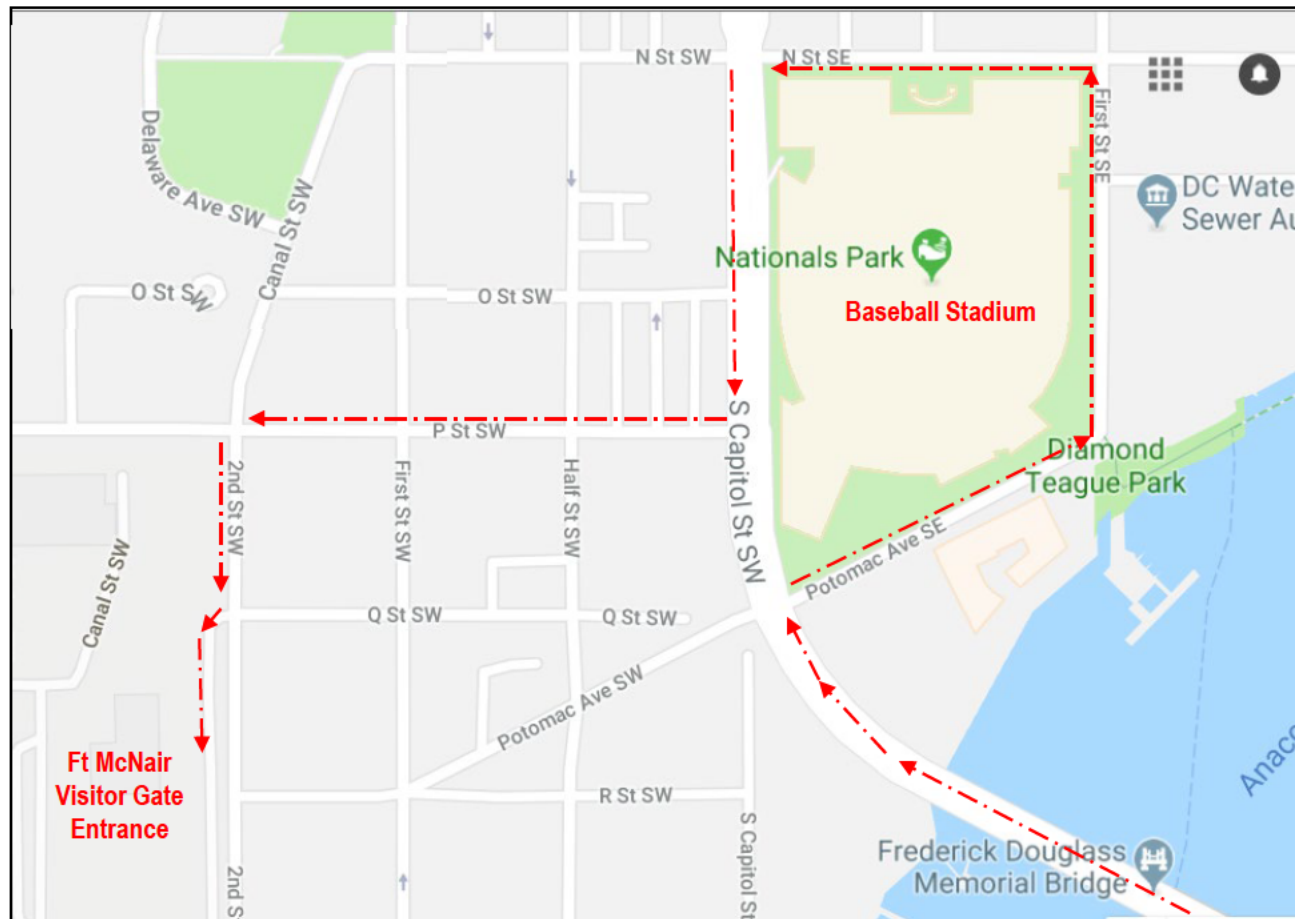 N St SW
N St SE
First St SE
Delaware Ave SW
Canal St SW
DC Wate
Sewer Au
Nationals Park
Baseball Stadium
O St SW
O St SW
P St SW
S Capitol St SW
Diamond
Teague Park
2nd St SW
First St SW
Half St SW
Canal St SW
Potomac Ave SE
Q St SW
Q St SW
Potomac Ave SW
Ft McNair
Visitor Gate
Entrance
R St SW
Anaco
S Capitol St
Frederick Douglass
Memorial Bridge
2nd S